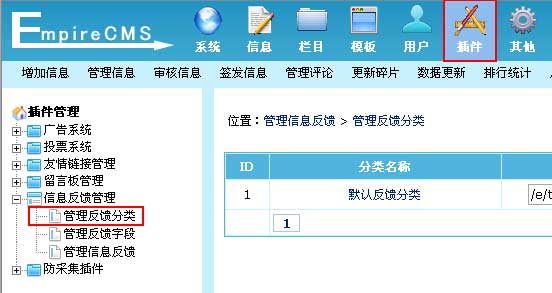 EmpireCMS
系统 信息 栏目 模板 用户 插件 其他
增加信息 管理信息 审核信息 签发信息 管理评论 更新碎片 数据更新 排行统计
插件管理
广告系统
投票系统
友情链接管理
留言板管理
信息反馈管理
管理反馈分类
管理反馈字段
管理信息反馈
防采集插件
位置：管理信息反馈 > 管理反馈分类
ID 分类名称
1 默认反馈分类 /e/t
1